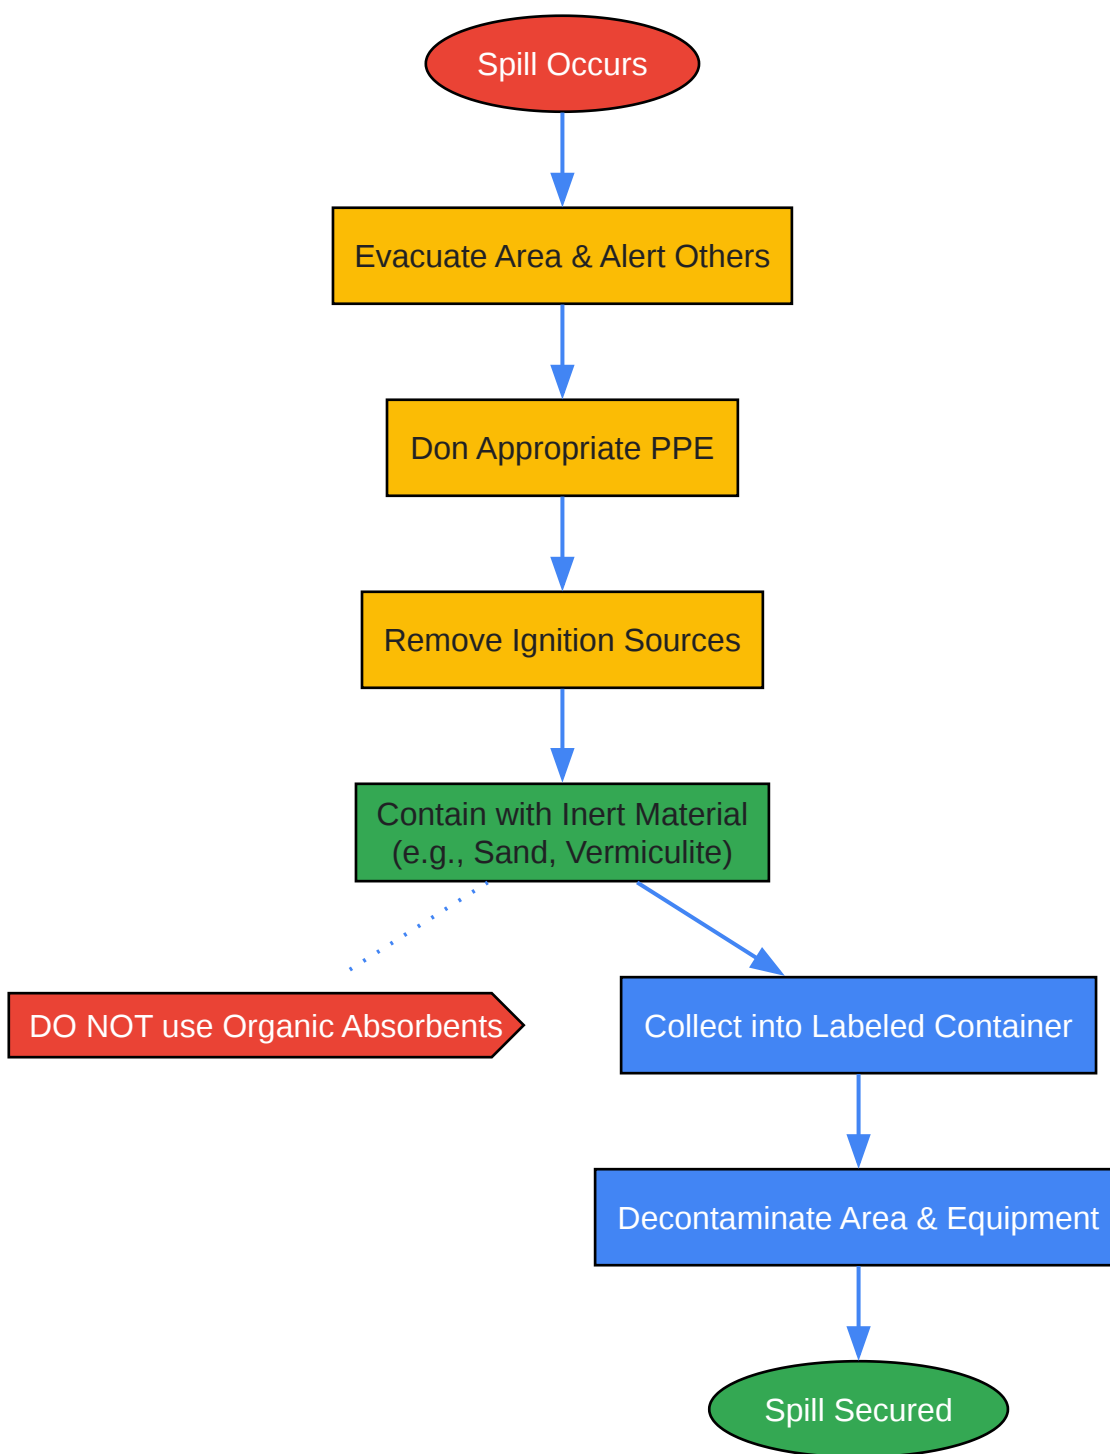 Spill Occurs
Evacuate Area & Alert Others
Don Appropriate PPE
Remove Ignition Sources
Contain with Inert Material
(e.g., Sand, Vermiculite)
DO NOT use Organic Absorbents
Collect into Labeled Container
Decontaminate Area & Equipment
Spill Secured